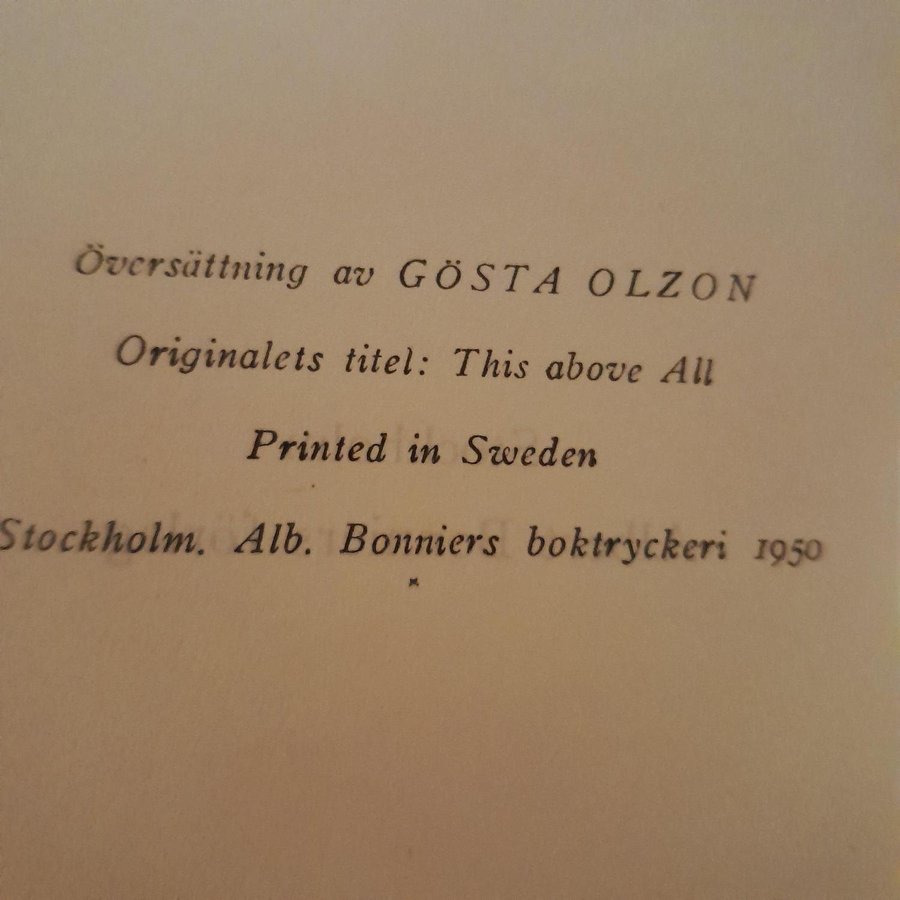 Översättning av GÖSTA OLZON
Originalets titel: This above All
Printed in Sweden
Stockholm. Alb. Bonniers boktryckeri 1950